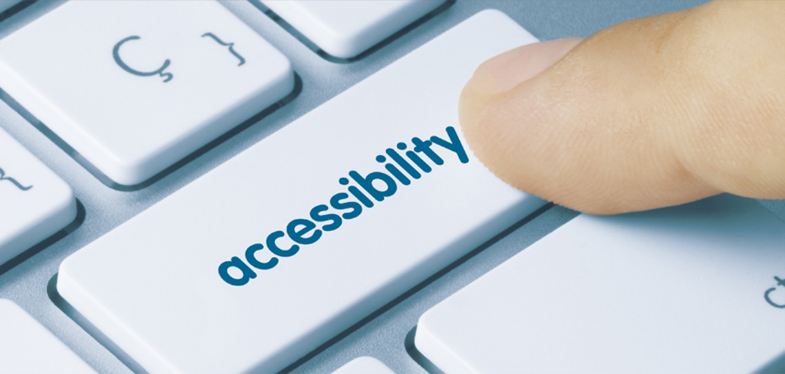 Ç }
accessibility